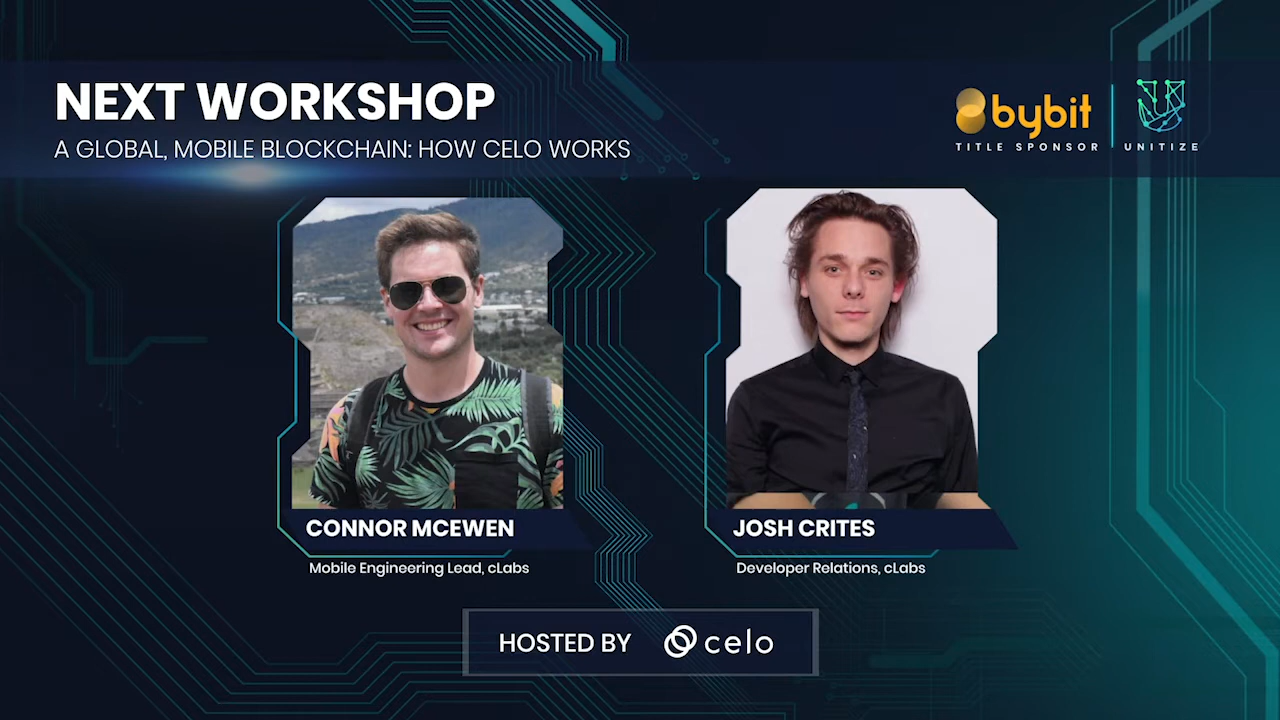 NEXT WORKSHOP
A GLOBAL, MOBILE BLOCKCHAIN: HOW CELO WORKS
bybit
TITLE SPONSOR
UNITIZE
CONNOR MCEWEN
Mobile Engineering Lead, cLabs
JOSH CRITES
Developer Relations, cLabs
HOSTED BY celo